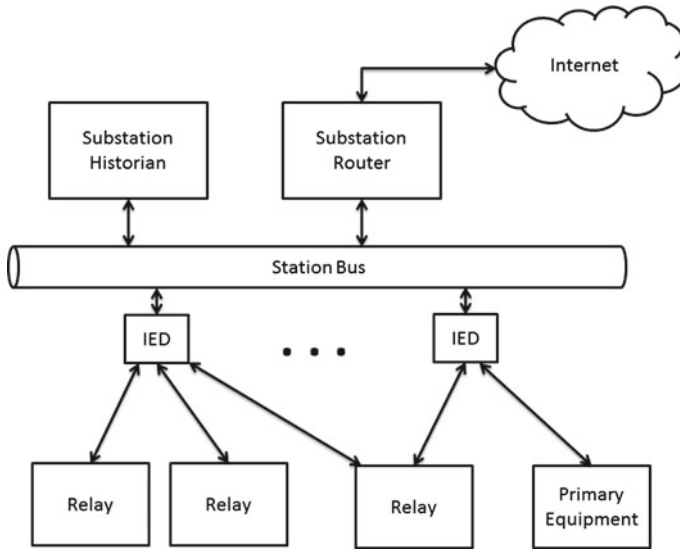 Internet
Substation
Historian
Substation
Router
Station Bus
IED
IED
Relay
Relay
Relay
Primary
Equipment